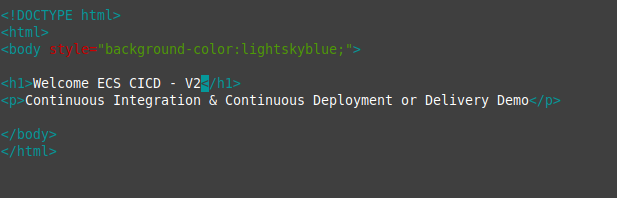 <!DOCTYPE html>
<html>
<body style="background-color:lightskyblue;">
<h1>Welcome ECS CICD - V2</h1>
<p>Continuous Integration & Continuous Deployment or Delivery Demo</p>
</body>
</html>